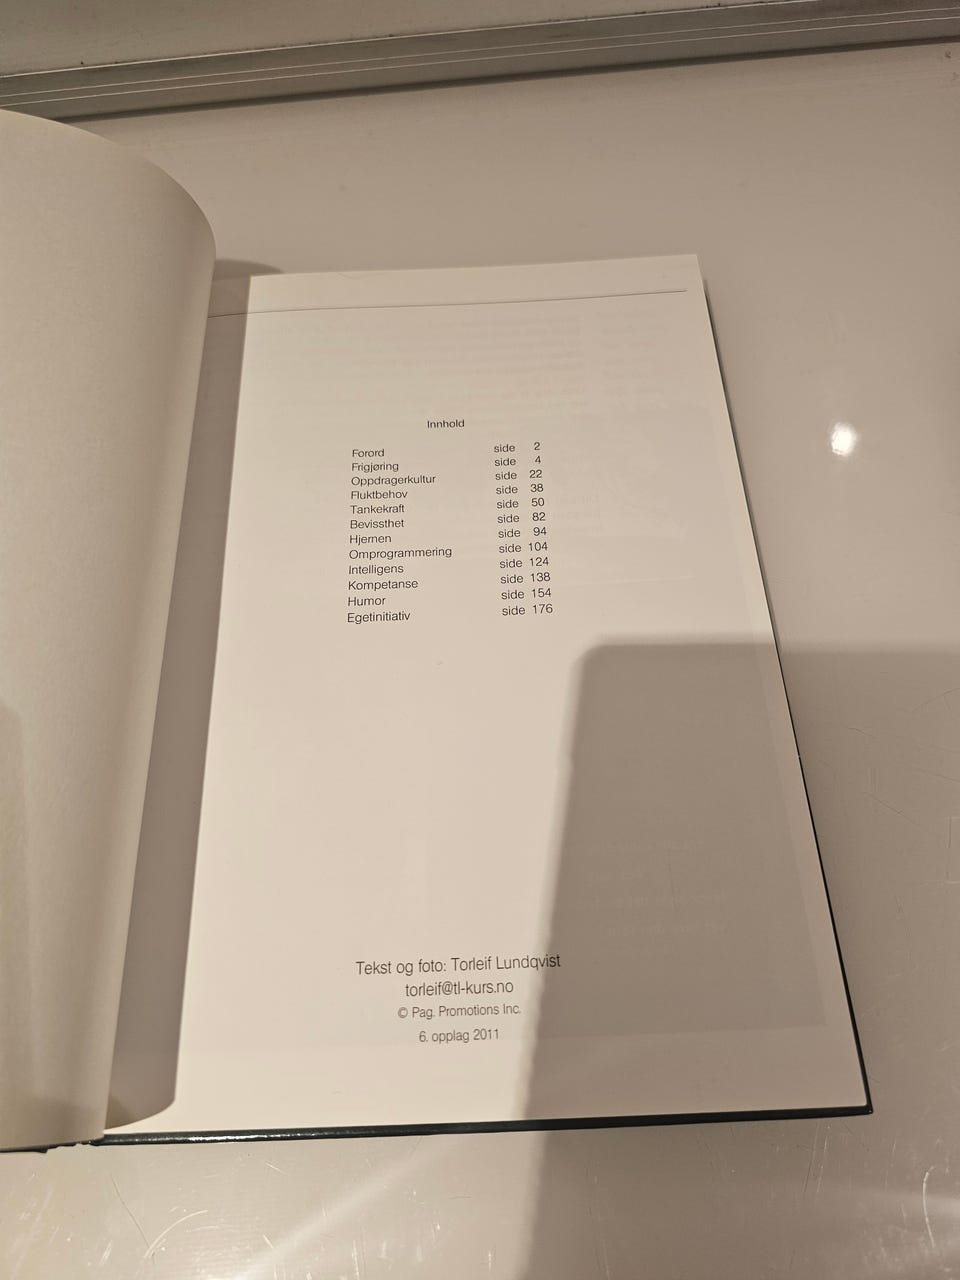 Innhold
Forord side 2
Frigjøring side 4
Oppdragerkultur side 22
Fluktbehov side 38
Tankekraft side 50
Bevissthet side 82
Hjernen side 94
Omprogrammering side 104
Intelligens side 124
Kompetanse side 138
Humor side 154
Egetinitiativ side 176
Tekst og foto: Torleif Lundqvist
torleif@tl-kurs.no
© Pag. Promotions Inc.
6. opplag 2011